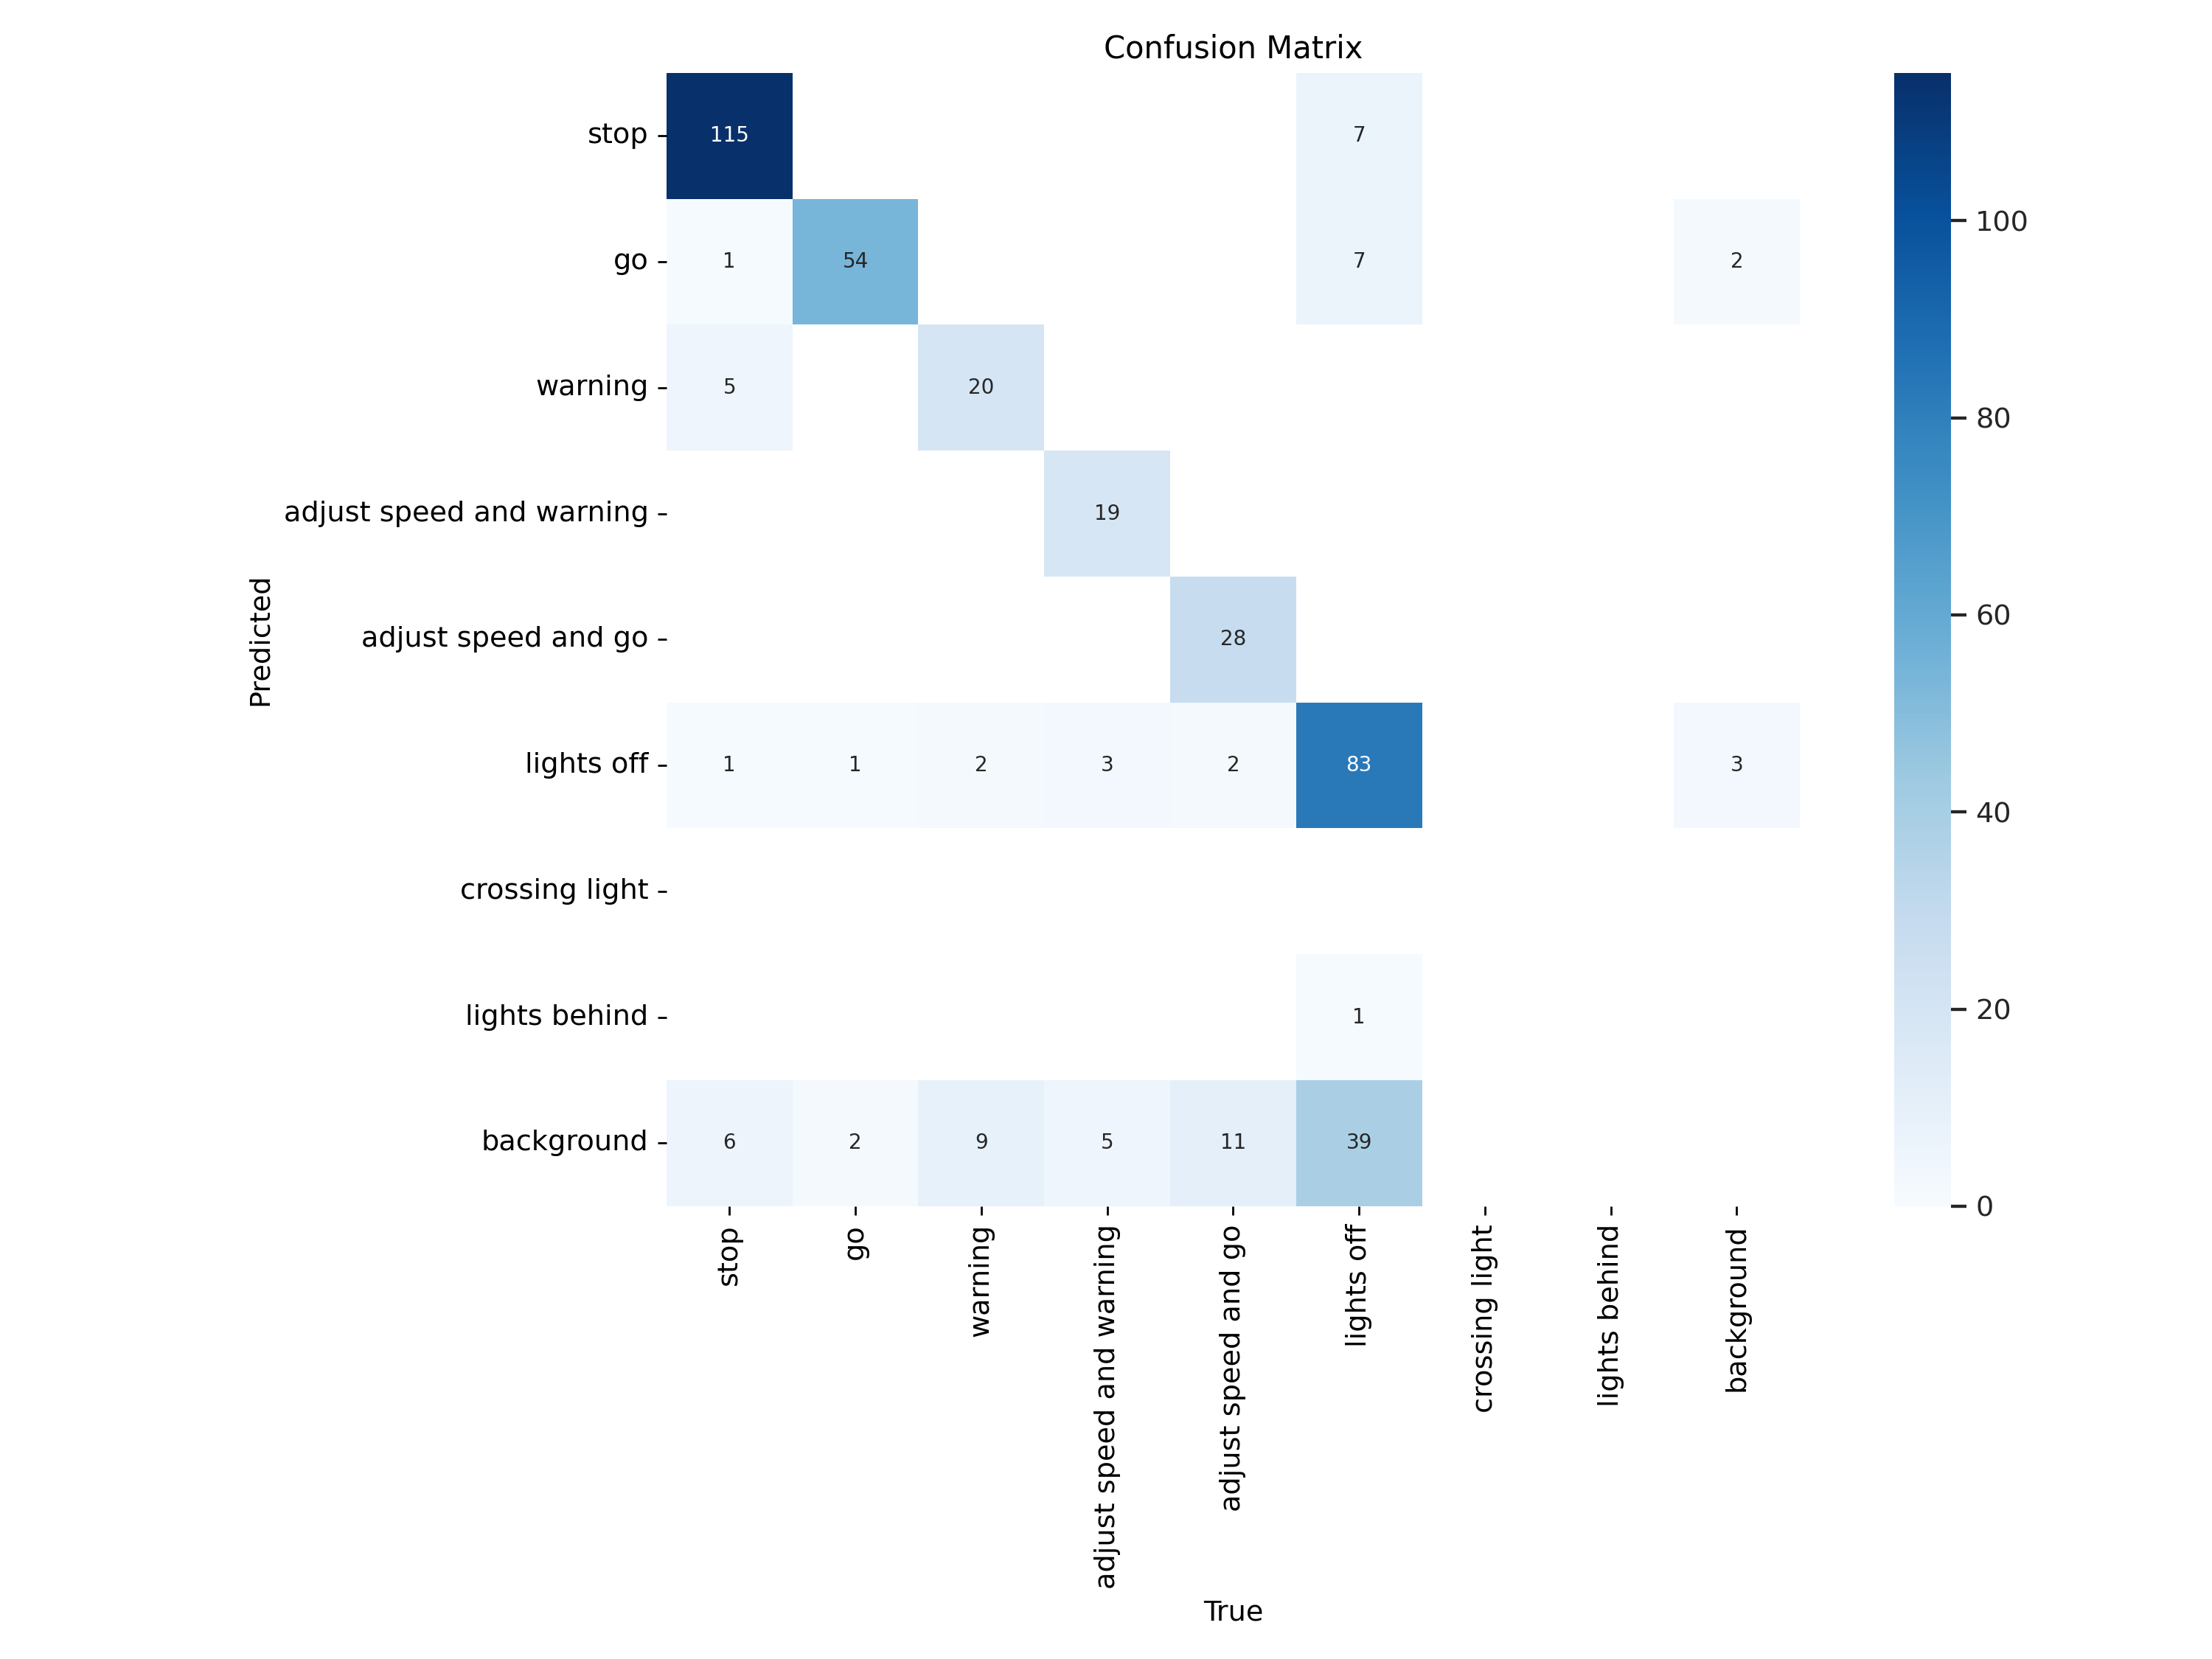 Confusion Matrix
stop 115 7
go 1 54 7 2
100
warning 5 20
80
adjust speed and warning 19
60
Predicted
adjust speed and go 28
lights off 1 1 2 3 2 83 3
40
crossing light
lights behind 1
20
background 6 2 9 5 11 39
0
stop
go
warning
adjust speed and warning
adjust speed and go
lights off
crossing light
lights behind
background
True